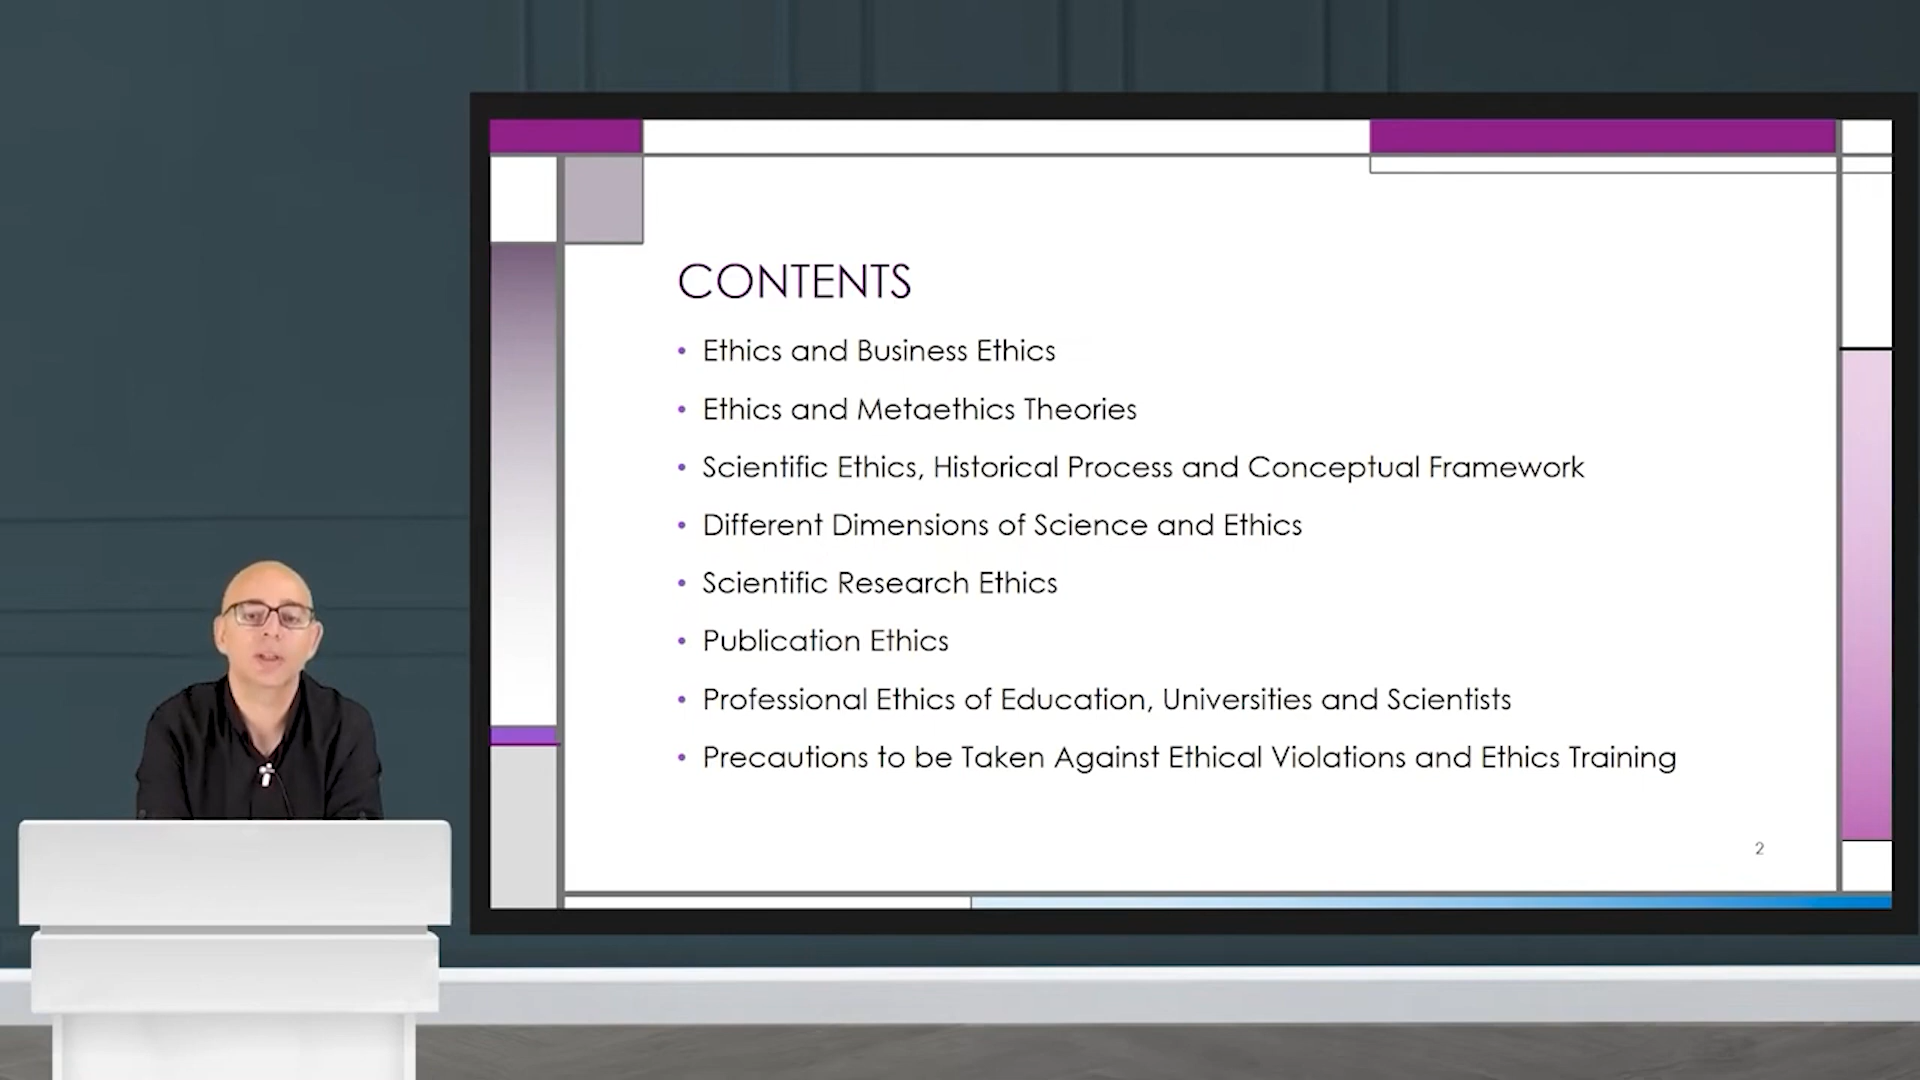 CONTENTS
• Ethics and Business Ethics
• Ethics and Metaethics Theories
• Scientific Ethics, Historical Process and Conceptual Framework
• Different Dimensions of Science and Ethics
• Scientific Research Ethics
• Publication Ethics
• Professional Ethics of Education, Universities and Scientists
• Precautions to be Taken Against Ethical Violations and Ethics Training
2